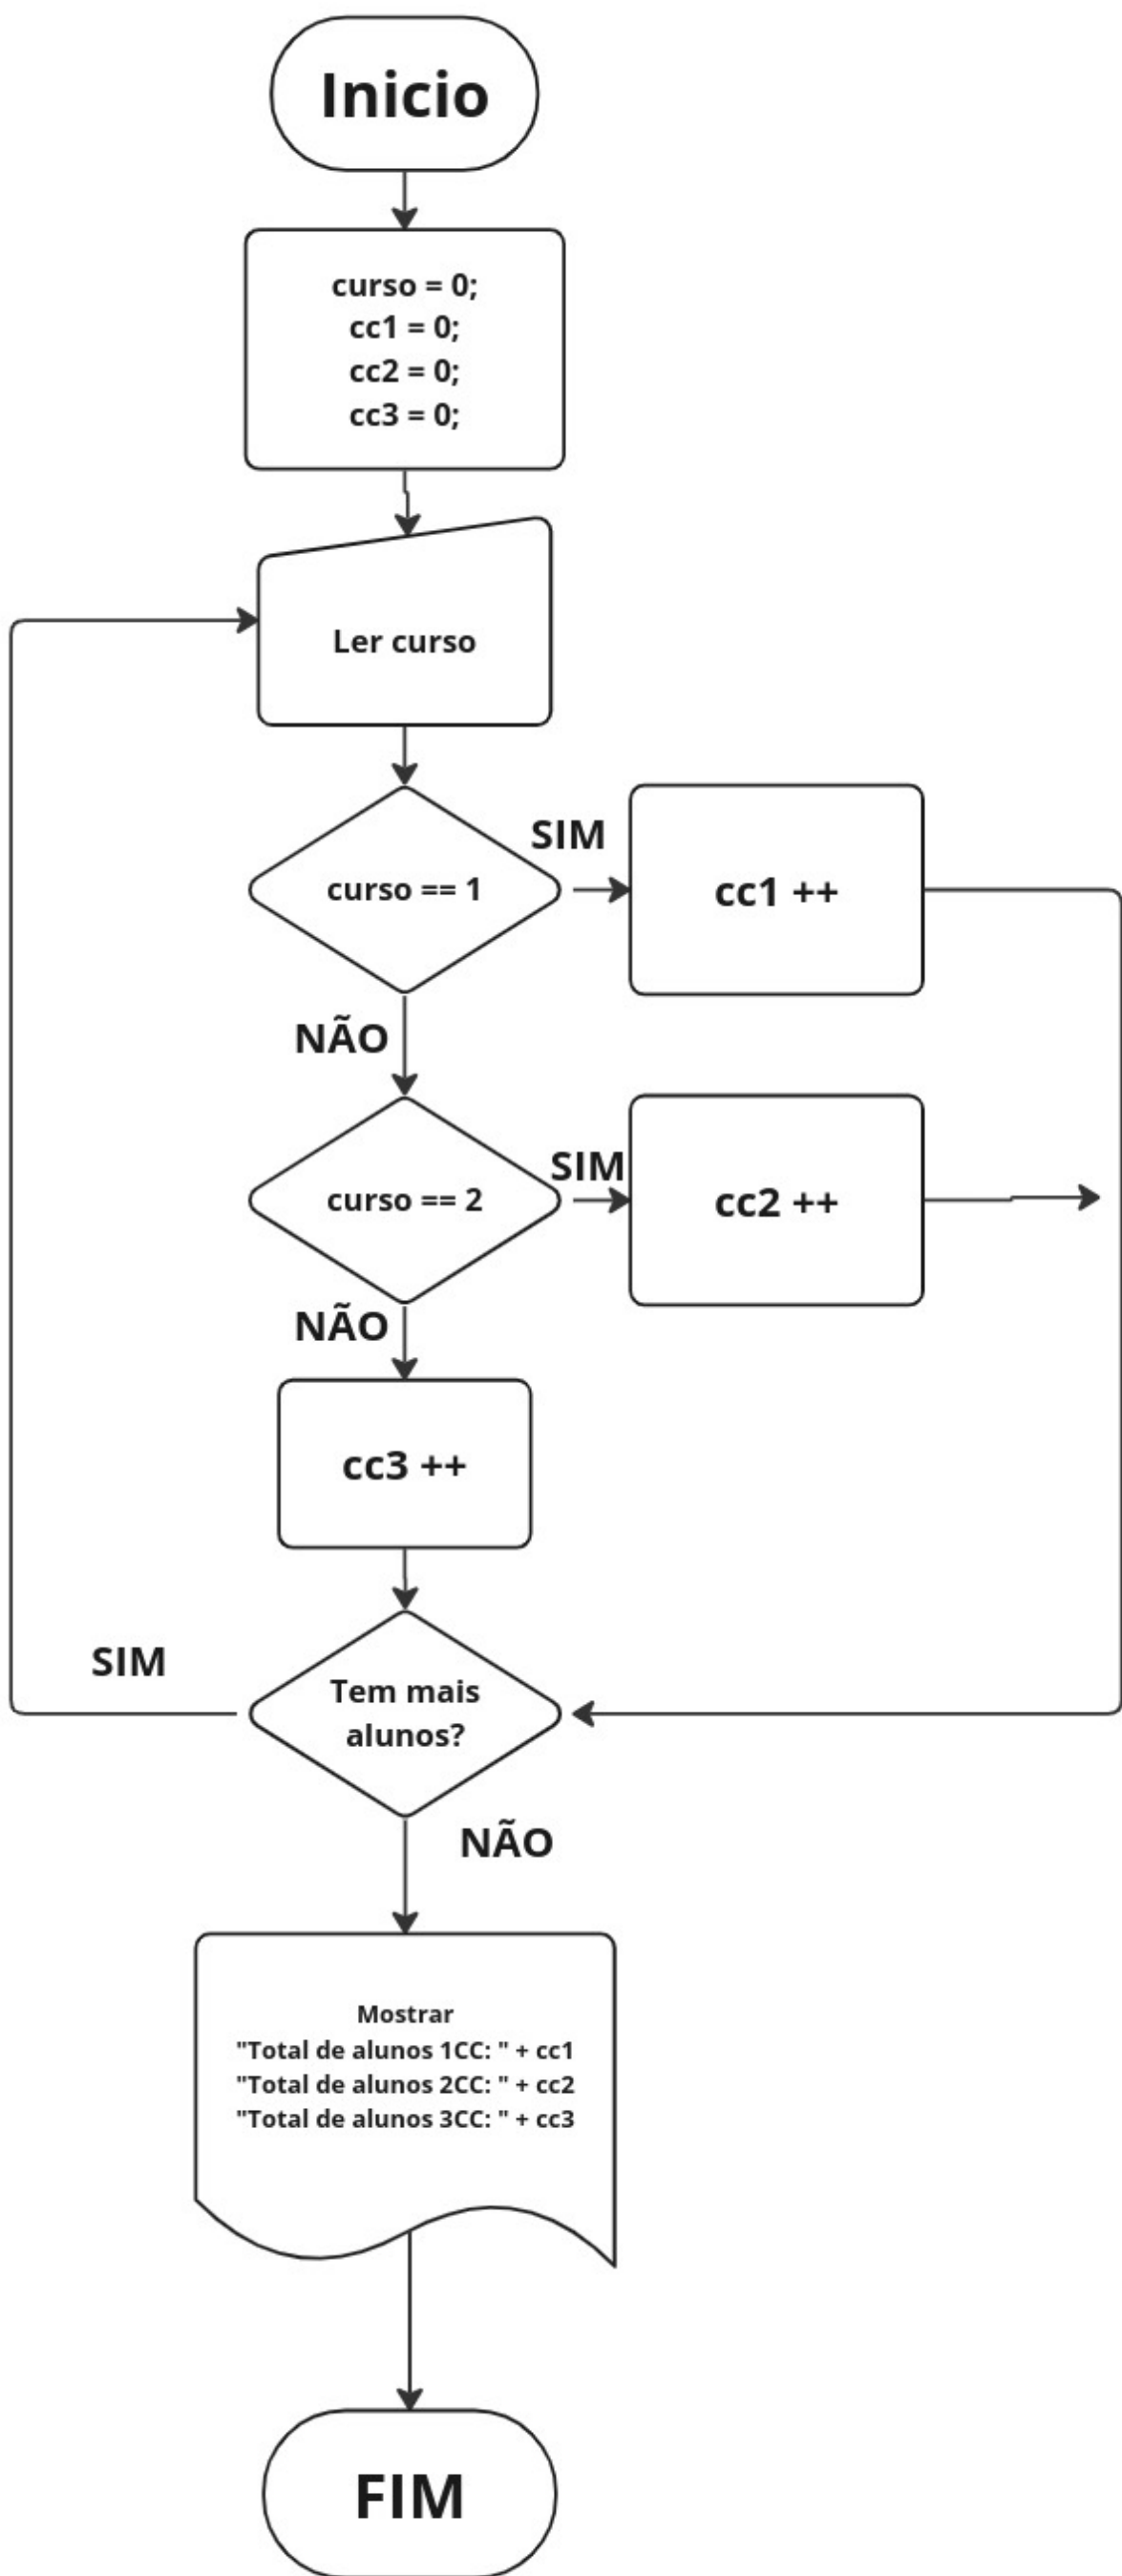 Inicio
curso = 0;
cc1 = 0;
cc2 = 0;
cc3 = 0;
Ler curso
curso == 1
SIM
cc1 ++
NÃO
curso == 2
SIM
cc2 ++
NÃO
cc3 ++
Tem mais
alunos?
SIM
NÃO
Mostrar
"Total de alunos 1CC: " + cc1
"Total de alunos 2CC: " + cc2
"Total de alunos 3CC: " + cc3
FIM